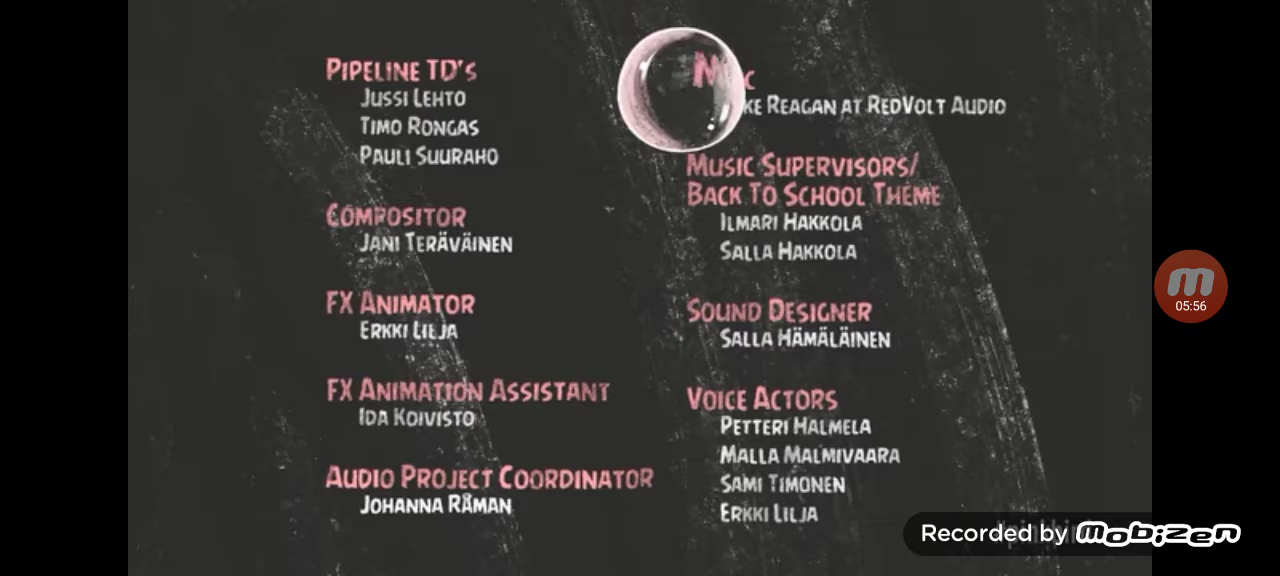 PIPELINE TD'S
JUSSI LEHTO
TIMO RONGAS
PAULI SUURAHO
COMPOSITOR
JANI TERÄVÄINEN
FX ANIMATOR
ERKKI LILJA
FX ANIMATION ASSISTANT
IDA KOIVISTO
AUDIO PROJECT COORDINATOR
JOHANNA RÅMAN
REAGAN AT REDVOLT AUDIO
MUSIC SUPERVISORS/
BACK TO SCHOOL THEME
ILMARI HAKKOLA
SALLA HAKKOLA
SOUND DESIGNER
SALLA HÄMÄLÄINEN
VOICE ACTORS
PETTERI HALMELA
MALLA MALMIVAARA
SAMI TIMONEN
ERKKI LILJA
05:56
Recorded by mobizen